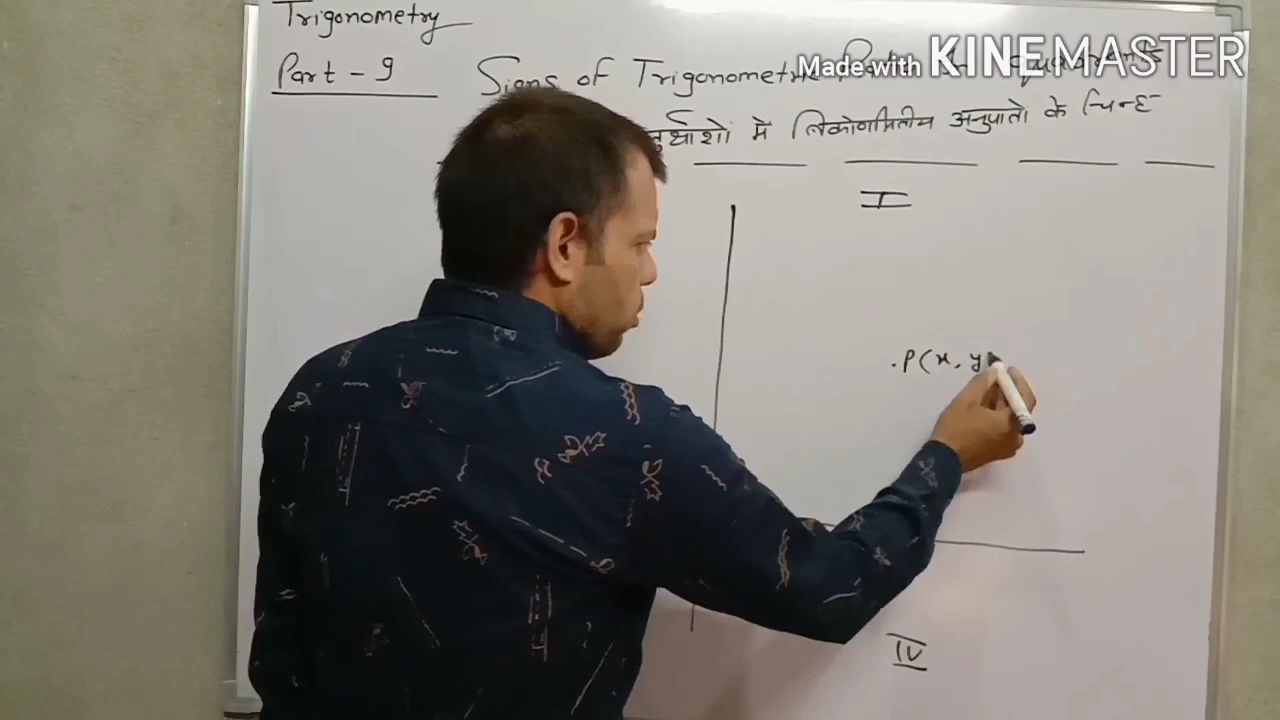 Trigonometry
Part - 9
Signs of Trigonometric
Made with KINEMASTER
में त्रिकोणमितीय अनुपातो के चिन्ह
I
.P(x, y
IV